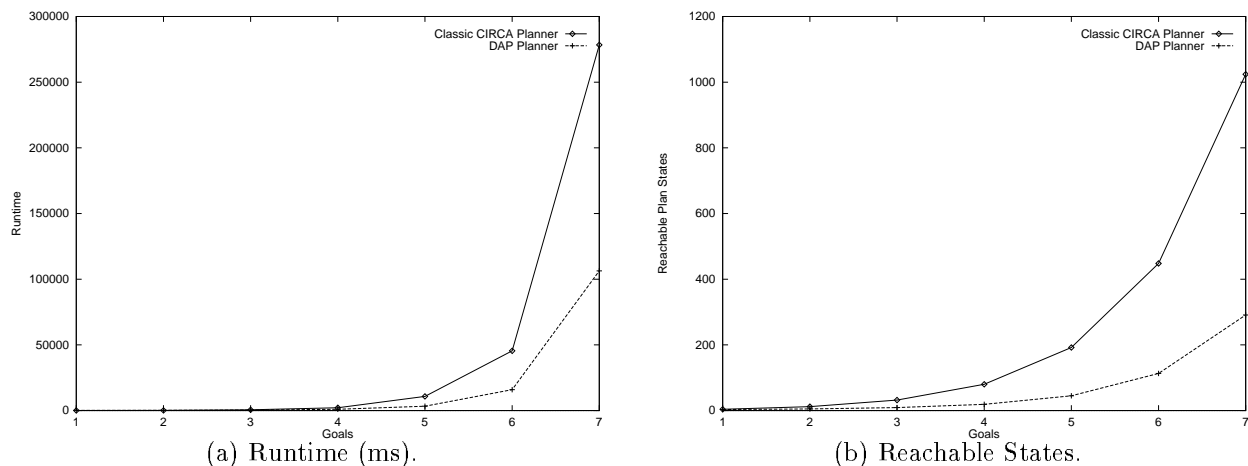 300000
250000
200000
150000
100000
50000
0
Runtime
Classic CIRCA Planner
DAP Planner
1 2 3 4 5 6 7
Goals
(a) Runtime (ms).
1200
1000
800
600
400
200
0
Reachable Plan States
Classic CIRCA Planner
DAP Planner
1 2 3 4 5 6 7
Goals
(b) Reachable States.